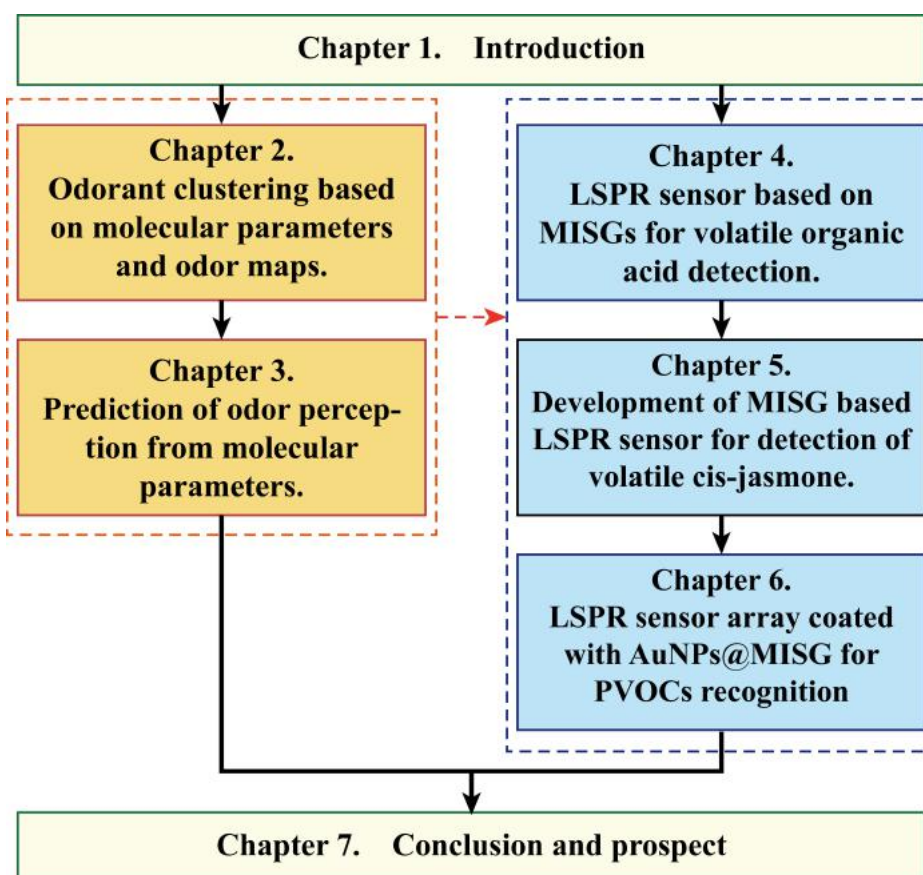 Chapter 1. Introduction
Chapter 2.
Odorant clustering based
on molecular parameters
and odor maps.
Chapter 3.
Prediction of odor percep-
tion from molecular
parameters.
Chapter 4.
LSPR sensor based on
MISGs for volatile organic
acid detection.
Chapter 5.
Development of MISG based
LSPR sensor for detection of
volatile cis-jasmone.
Chapter 6.
LSPR sensor array coated
with AuNPs@MISG for
PVOCs recognition
Chapter 7. Conclusion and prospect